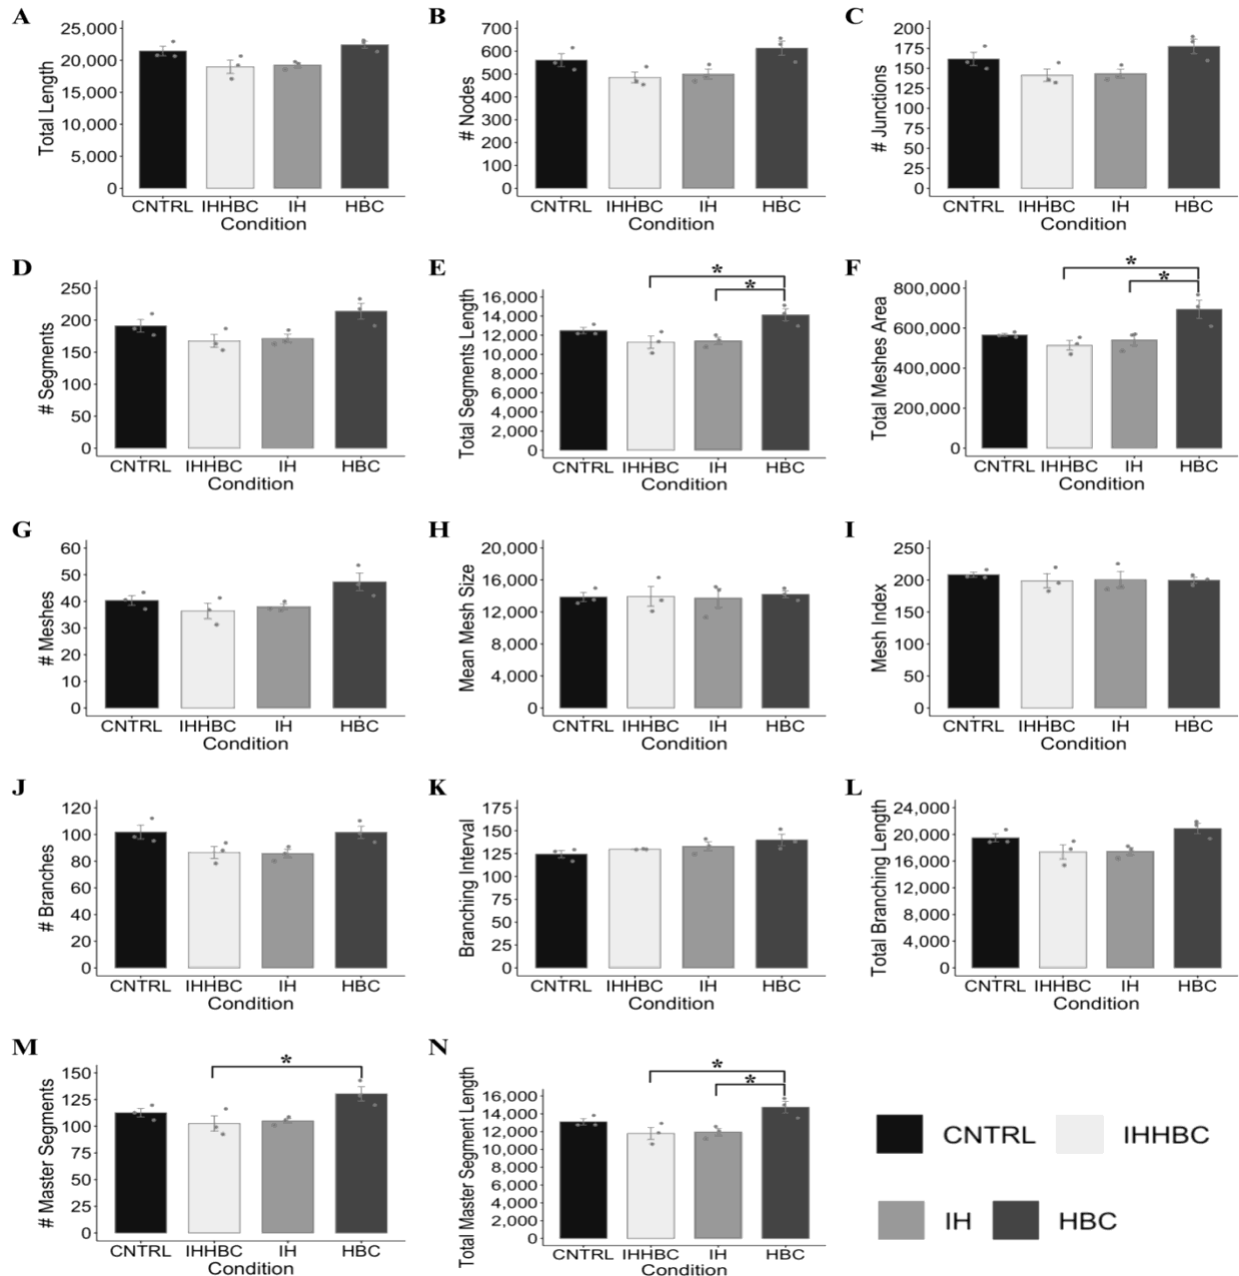 A
Total Length
25,000
20,000
15,000
10,000
5,000
0
CNTRL IHHBC IH HBC
Condition
B
# Nodes
700
600
500
400
300
200
100
0
CNTRL IHHBC IH HBC
Condition
C
# Junctions
200
175
150
125
100
75
50
25
0
CNTRL IHHBC IH HBC
Condition
D
# Segments
250
200
150
100
50
0
CNTRL IHHBC IH HBC
Condition
E
Total Segments Length
*
*
16,000
14,000
12,000
10,000
8,000
6,000
4,000
2,000
0
CNTRL IHHBC IH HBC
Condition
F
Total Meshes Area
*
*
800,000
600,000
400,000
200,000
0
CNTRL IHHBC IH HBC
Condition
G
# Meshes
60
50
40
30
20
10
0
CNTRL IHHBC IH HBC
Condition
H
Mean Mesh Size
20,000
16,000
12,000
8,000
4,000
0
CNTRL IHHBC IH HBC
Condition
I
Mesh Index
250
200
150
100
50
0
CNTRL IHHBC IH HBC
Condition
J
# Branches
120
100
80
60
40
20
0
CNTRL IHHBC IH HBC
Condition
K
Branching Interval
175
150
125
100
75
50
25
0
CNTRL IHHBC IH HBC
Condition
L
Total Branching Length
24,000
20,000
16,000
12,000
8,000
4,000
0
CNTRL IHHBC IH HBC
Condition
M
# Master Segments
*
150
125
100
75
50
25
0
CNTRL IHHBC IH HBC
Condition
N
Total Master Segment Length
*
*
16,000
14,000
12,000
10,000
8,000
6,000
4,000
2,000
0
CNTRL IHHBC IH HBC
Condition
CNTRL IHHBC
IH HBC